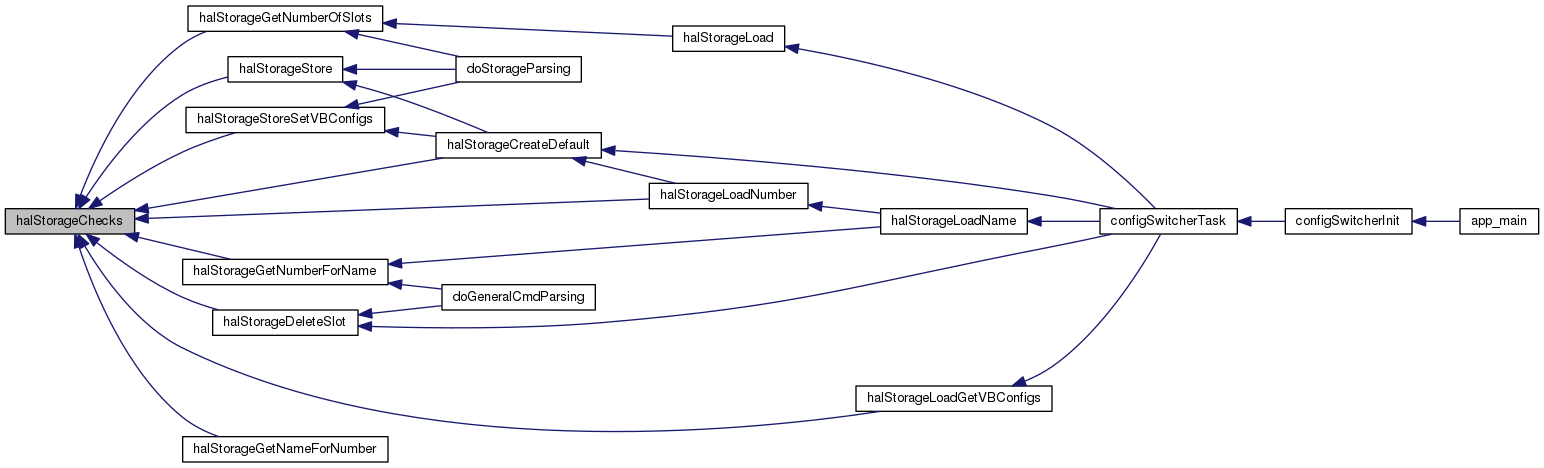 halStorageGetNumberOfSlots
halStorageLoad
halStorageStore
doStorageParsing
halStorageStoreSetVBConfigs
halStorageCreateDefault
halStorageLoadNumber
halStorageChecks
halStorageLoadName
configSwitcherTask
configSwitcherInit
app_main
halStorageGetNumberForName
doGeneralCmdParsing
halStorageDeleteSlot
halStorageLoadGetVBConfigs
halStorageGetNameForNumber